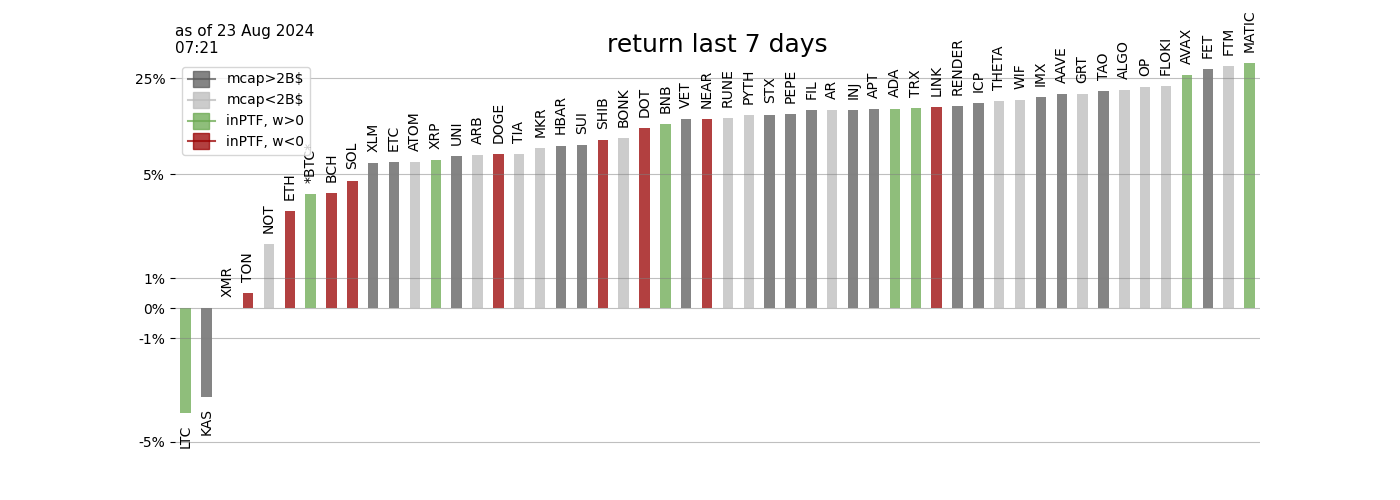 as of 23 Aug 2024
07:21
return last 7 days
mcap>2B$
mcap<2B$
inPTF, w>0
inPTF, w<0
25%
5%
1%
0%
-1%
-5%
LTC
KAS
XMR
TON
NOT
ETH
*BTC*
BCH
SOL
XLM
ETC
ATOM
XRP
UNI
ARB
DOGE
TIA
MKR
HBAR
SUI
SHIB
BONK
DOT
BNB
VET
NEAR
RUNE
PYTH
STX
PEPE
FIL
AR
INJ
APT
ADA
TRX
LINK
RENDER
ICP
THETA
WIF
IMX
AAVE
GRT
TAO
ALGO
OP
FLOKI
AVAX
FET
FTM
MATIC